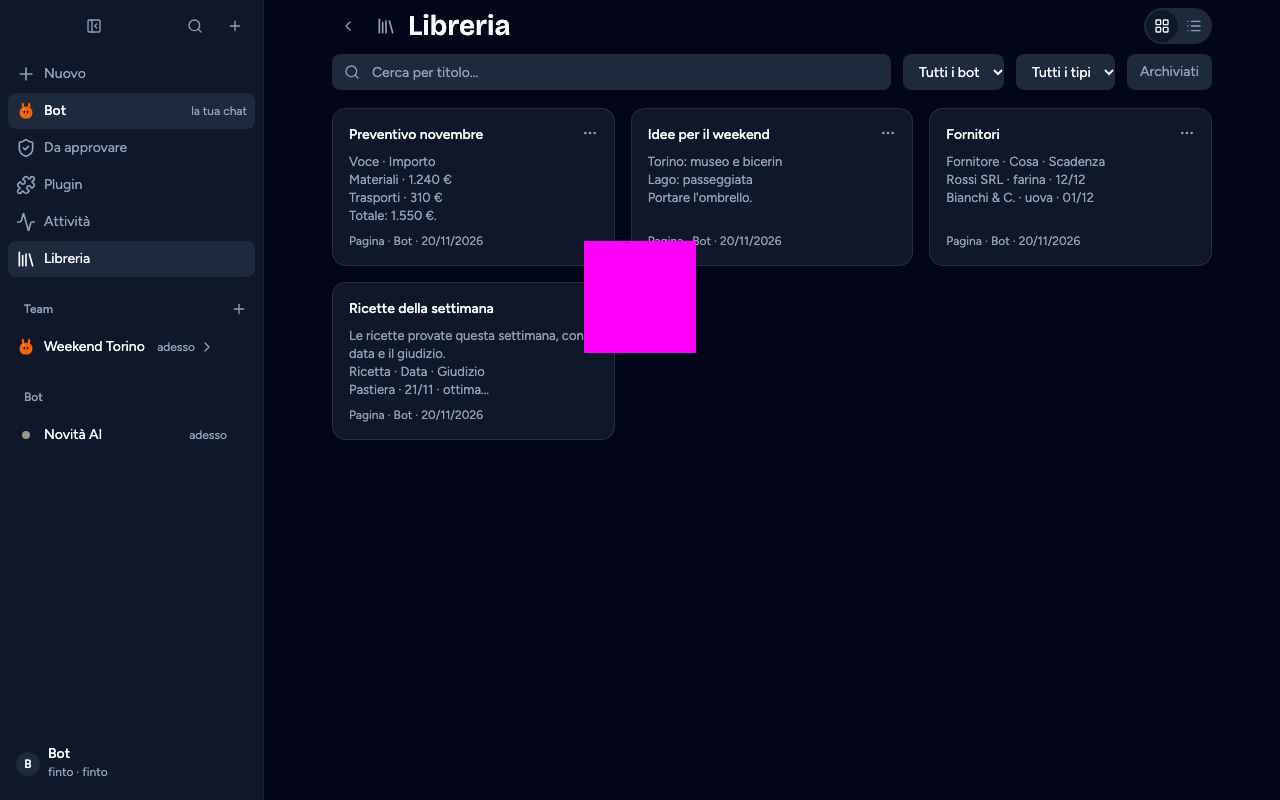 Libreria
Nuovo
Bot la tua chat
Da approvare
Plugin
Attività
Libreria
Team
Weekend Torino adesso
Bot
Novità AI adesso
B
Bot
finto · finto
Cerca per titolo...
Tutti i bot
Tutti i tipi
Archiviati
Preventivo novembre
Voce · Importo
Materiali · 1.240 €
Trasporti · 310 €
Totale: 1.550 €.
Pagina · Bot · 20/11/2026
Idee per il weekend
Torino: museo e bicerin
Lago: passeggiata
Portare l'ombrello.
Pagina · Bot · 20/11/2026
Fornitori
Fornitore · Cosa · Scadenza
Rossi SRL · farina · 12/12
Bianchi & C. · uova · 01/12
Pagina · Bot · 20/11/2026
Ricette della settimana
Le ricette provate questa settimana, con
data e il giudizio.
Ricetta · Data · Giudizio
Pastiera · 21/11 · ottima...
Pagina · Bot · 20/11/2026